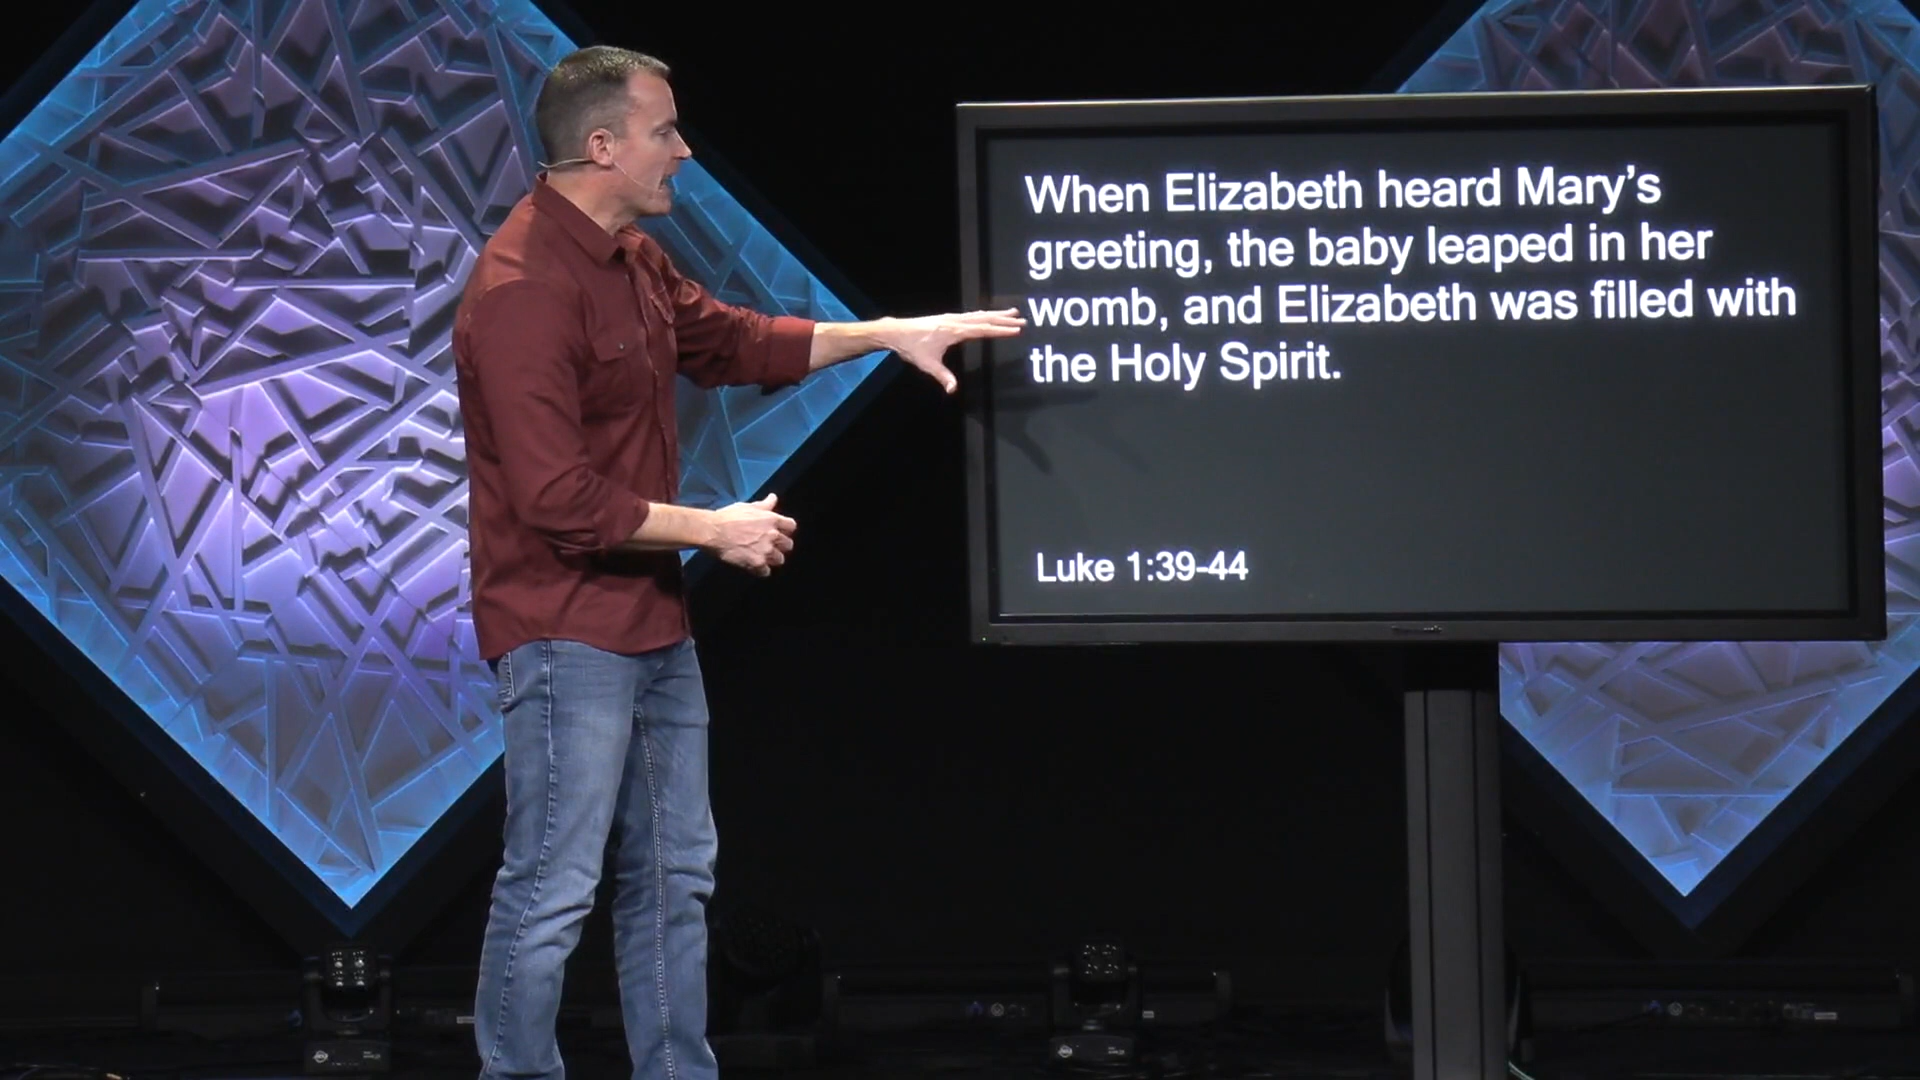 When Elizabeth heard Mary’s
greeting, the baby leaped in her
womb, and Elizabeth was filled with
the Holy Spirit.
Luke 1:39-44